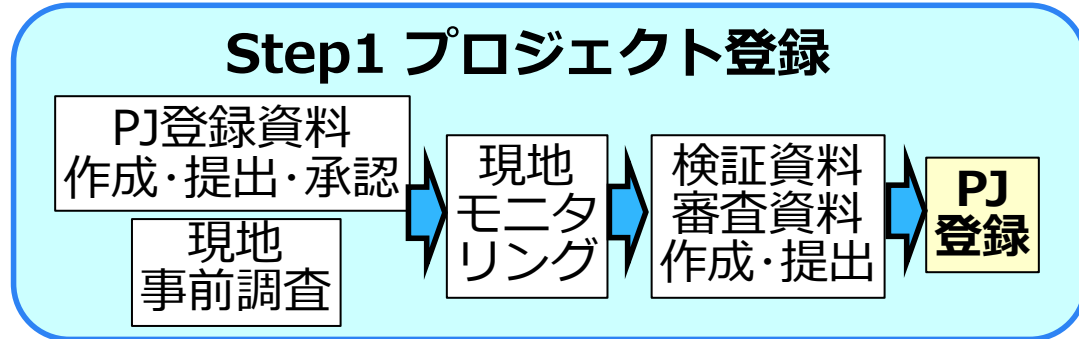 Step1 プロジェクト登録
PJ登録資料
作成・提出・承認
現地
事前調査
現地
モニタ
リング
検証資料
審査資料
作成・提出
PJ
登録